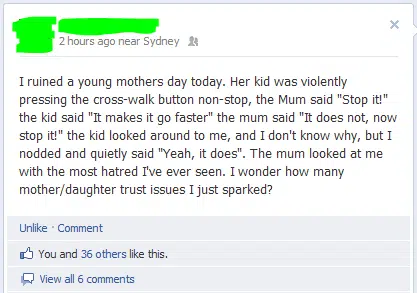 2 hours ago near Sydney
I ruined a young mothers day today. Her kid was violently
pressing the cross-walk button non-stop, the Mum said "Stop it!"
the kid said "It makes it go faster" the mum said "It does not, now
stop it!" the kid looked around to me, and I don't know why, but I
nodded and quietly said "Yeah, it does". The mum looked at me
with the most hatred I've ever seen. I wonder how many
mother/daughter trust issues I just sparked?
Unlike · Comment
You and 36 others like this.
View all 6 comments